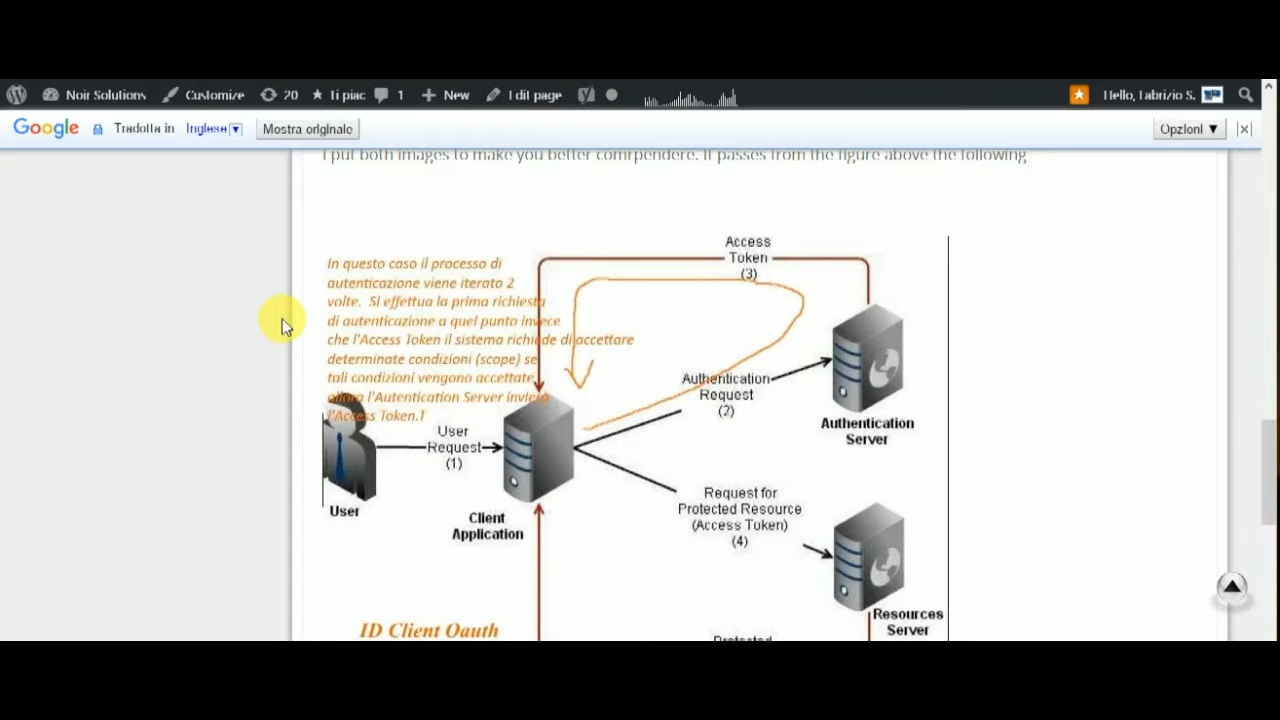 Noir Solutions
Customize
20
Ti piac
1
New
Edit page
Hello, Fabrizio S.
Google
Tradotta in
Inglese
Mostra originale
Opzioni ▼
I put both images to make you better comrpendere. It passes from the figure above the following
Access
Token
(3)
In questo caso il processo di
autenticazione viene iterato 2
volte. Si effettua la prima richiesta
di autenticazione a quel punto invece
che l'Access Token il sistema richiede di accettare
determinate condizioni (scope) se
tali condizioni vengono accettate
allora l'Autentication Server invierà
l'Access Token.T
Authentication
Request
(2)
Authentication
Server
User
Request
(1)
User
Client
Application
Request for
Protected Resource
(Access Token)
(4)
Resources
Server
ID Client Oauth
Protected